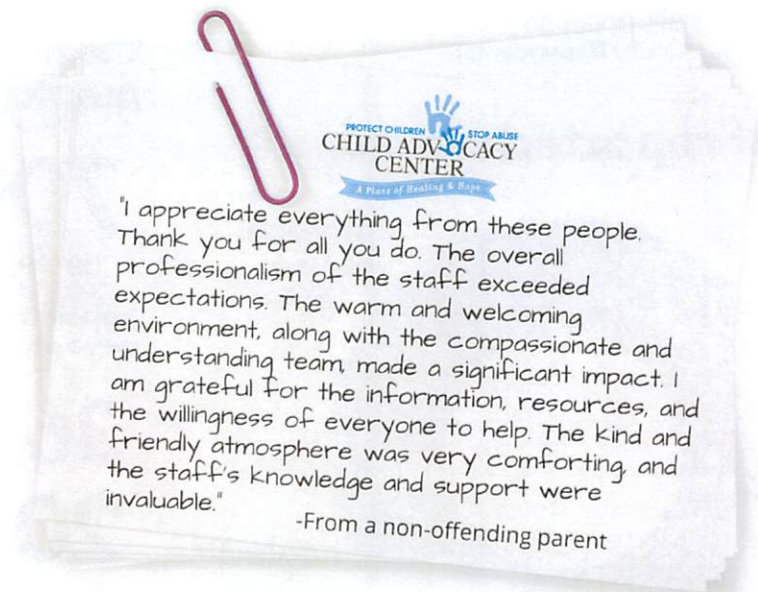 PROTECT CHILDREN STOP ABUSE
CHILD ADVOCACY
CENTER
A Place of Healing & Hope
"I appreciate everything from these people.
Thank you for all you do. The overall
professionalism of the staff exceeded
expectations. The warm and welcoming
environment, along with the compassionate and
understanding team, made a significant impact. I
am grateful for the information, resources, and
the willingness of everyone to help. The kind and
friendly atmosphere was very comforting, and
the staff's knowledge and support were
invaluable."
-From a non-offending parent